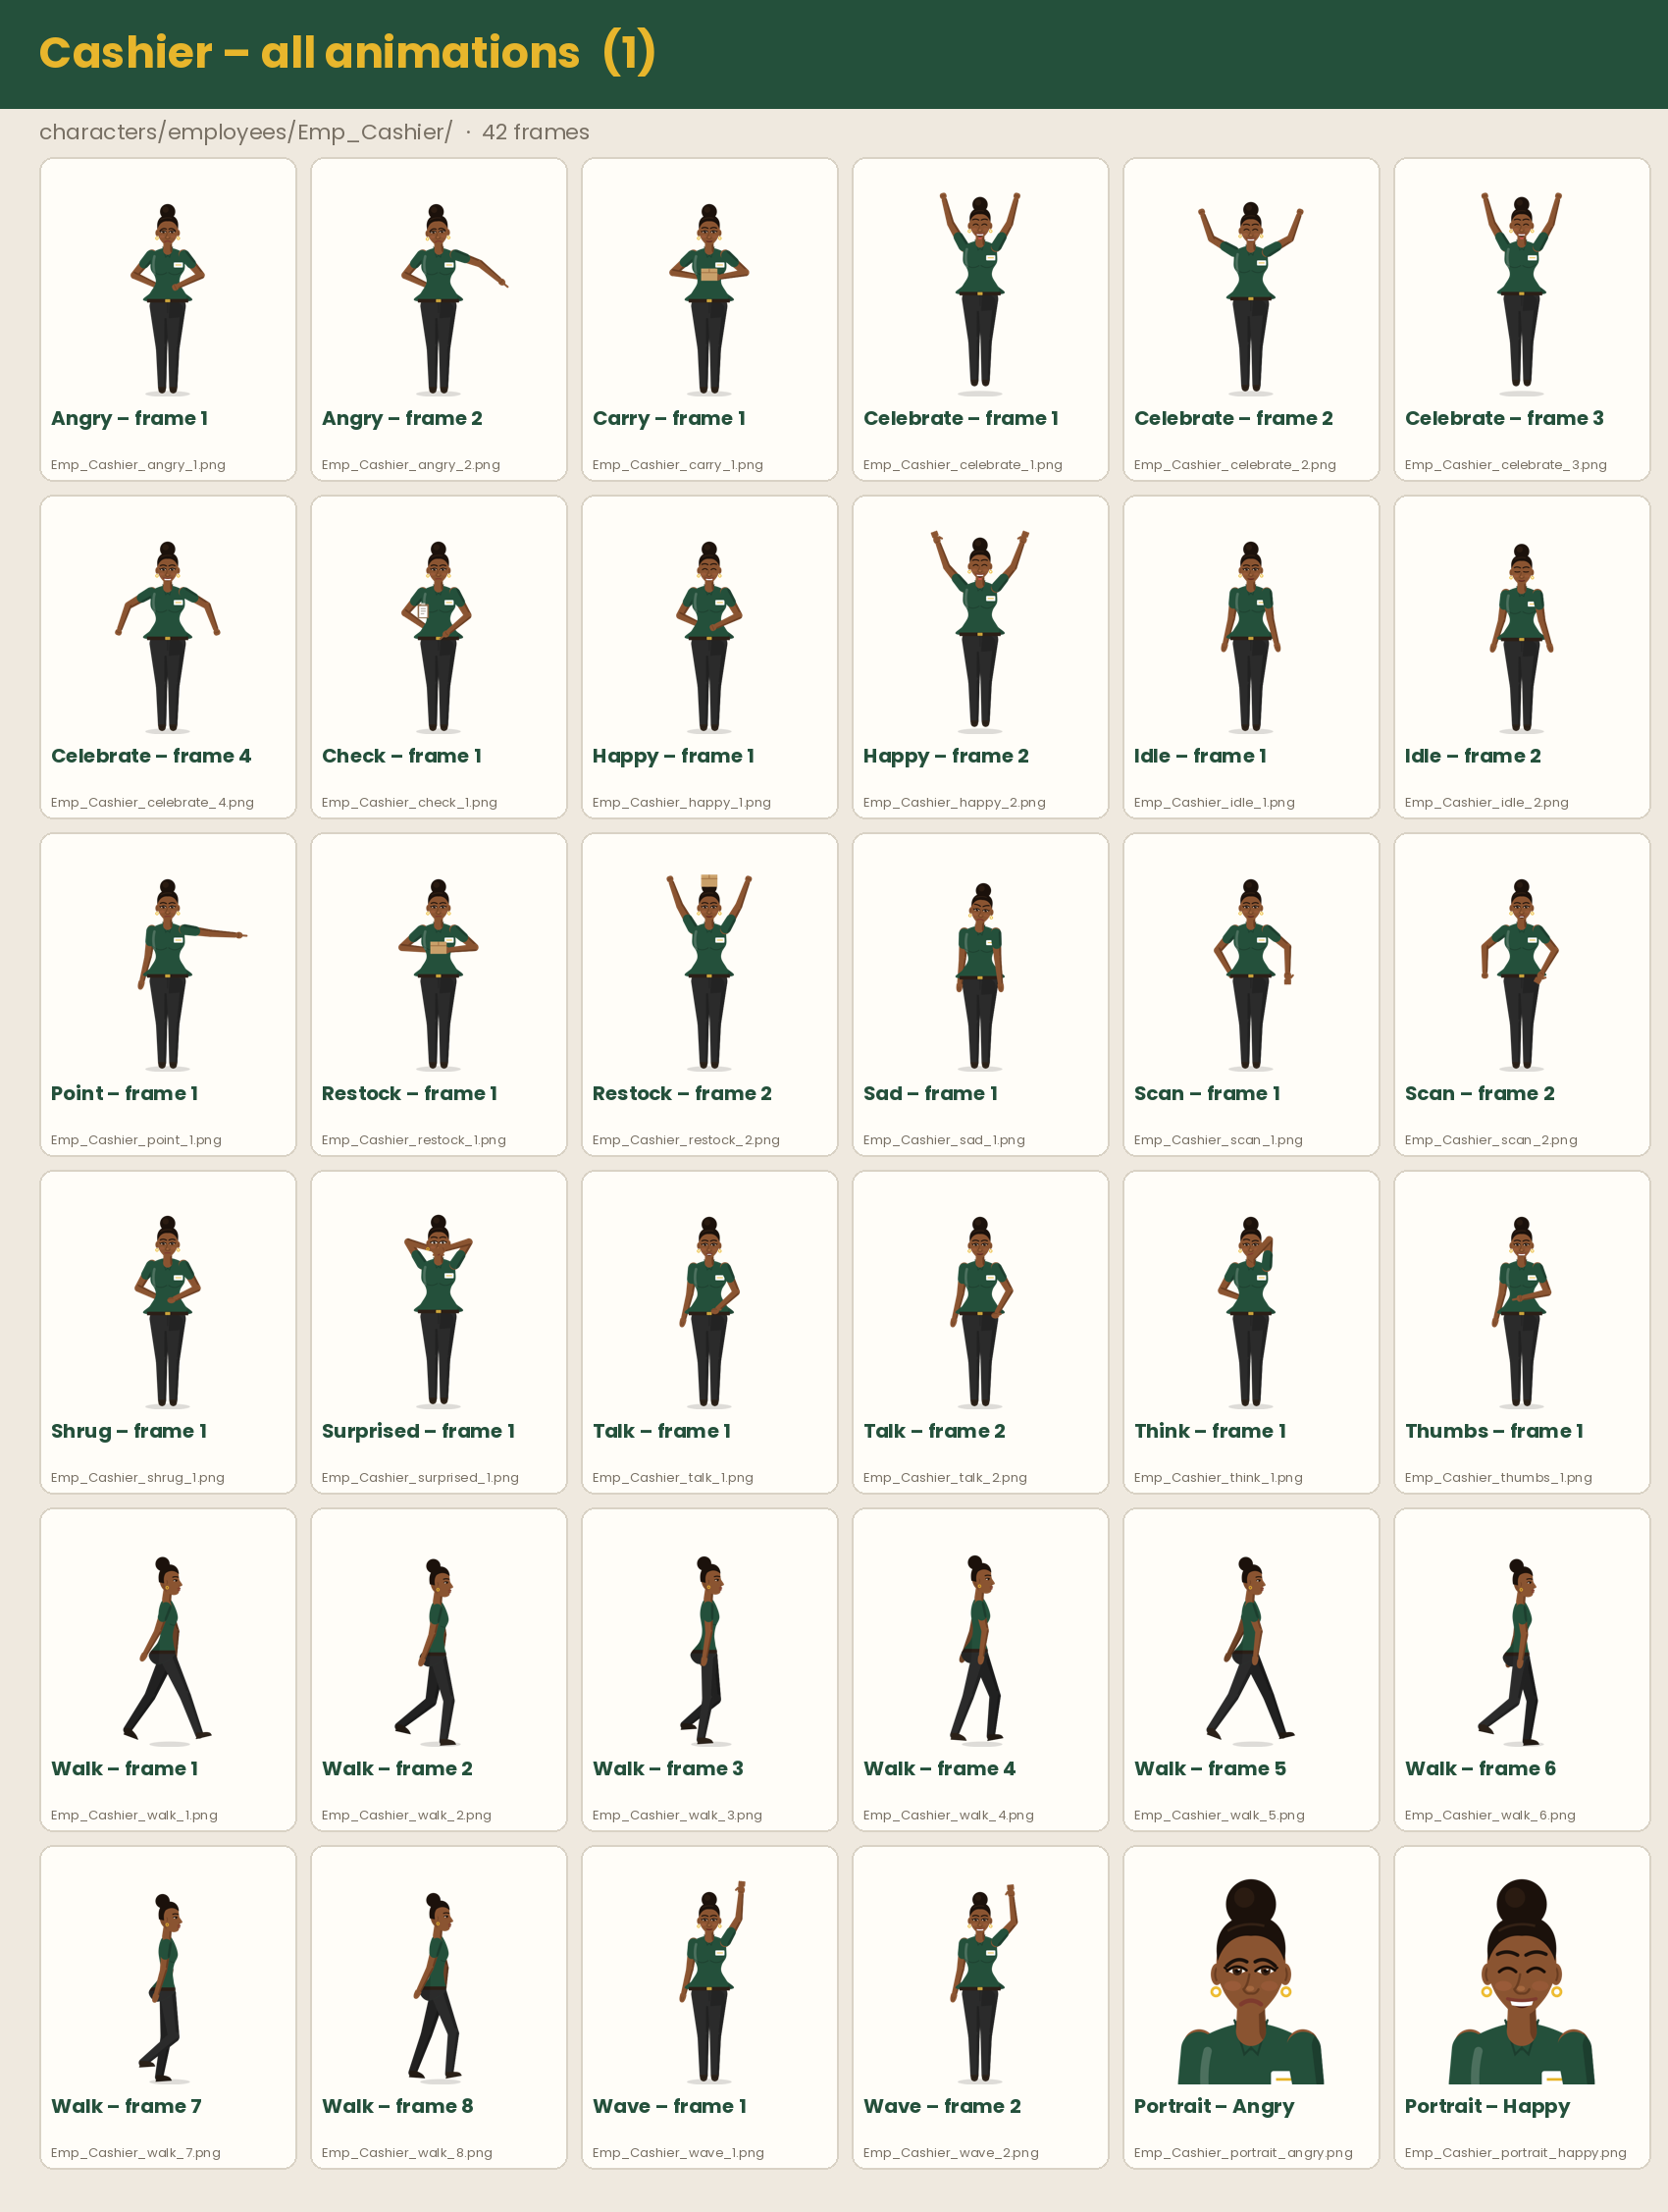 Cashier – all animations (1)
characters/employees/Emp_Cashier/ · 42 frames
Angry – frame 1
Angry – frame 2
Carry – frame 1
Celebrate – frame 1
Celebrate – frame 2
Celebrate – frame 3
Emp_Cashier_angry_1.png
Emp_Cashier_angry_2.png
Emp_Cashier_carry_1.png
Emp_Cashier_celebrate_1.png
Emp_Cashier_celebrate_2.png
Emp_Cashier_celebrate_3.png
Celebrate – frame 4
Check – frame 1
Happy – frame 1
Happy – frame 2
Idle – frame 1
Idle – frame 2
Emp_Cashier_celebrate_4.png
Emp_Cashier_check_1.png
Emp_Cashier_happy_1.png
Emp_Cashier_happy_2.png
Emp_Cashier_idle_1.png
Emp_Cashier_idle_2.png
Point – frame 1
Restock – frame 1
Restock – frame 2
Sad – frame 1
Scan – frame 1
Scan – frame 2
Emp_Cashier_point_1.png
Emp_Cashier_restock_1.png
Emp_Cashier_restock_2.png
Emp_Cashier_sad_1.png
Emp_Cashier_scan_1.png
Emp_Cashier_scan_2.png
Shrug – frame 1
Surprised – frame 1
Talk – frame 1
Talk – frame 2
Think – frame 1
Thumbs – frame 1
Emp_Cashier_shrug_1.png
Emp_Cashier_surprised_1.png
Emp_Cashier_talk_1.png
Emp_Cashier_talk_2.png
Emp_Cashier_think_1.png
Emp_Cashier_thumbs_1.png
Walk – frame 1
Walk – frame 2
Walk – frame 3
Walk – frame 4
Walk – frame 5
Walk – frame 6
Emp_Cashier_walk_1.png
Emp_Cashier_walk_2.png
Emp_Cashier_walk_3.png
Emp_Cashier_walk_4.png
Emp_Cashier_walk_5.png
Emp_Cashier_walk_6.png
Walk – frame 7
Walk – frame 8
Wave – frame 1
Wave – frame 2
Portrait – Angry
Portrait – Happy
Emp_Cashier_walk_7.png
Emp_Cashier_walk_8.png
Emp_Cashier_wave_1.png
Emp_Cashier_wave_2.png
Emp_Cashier_portrait_angry.png
Emp_Cashier_portrait_happy.png